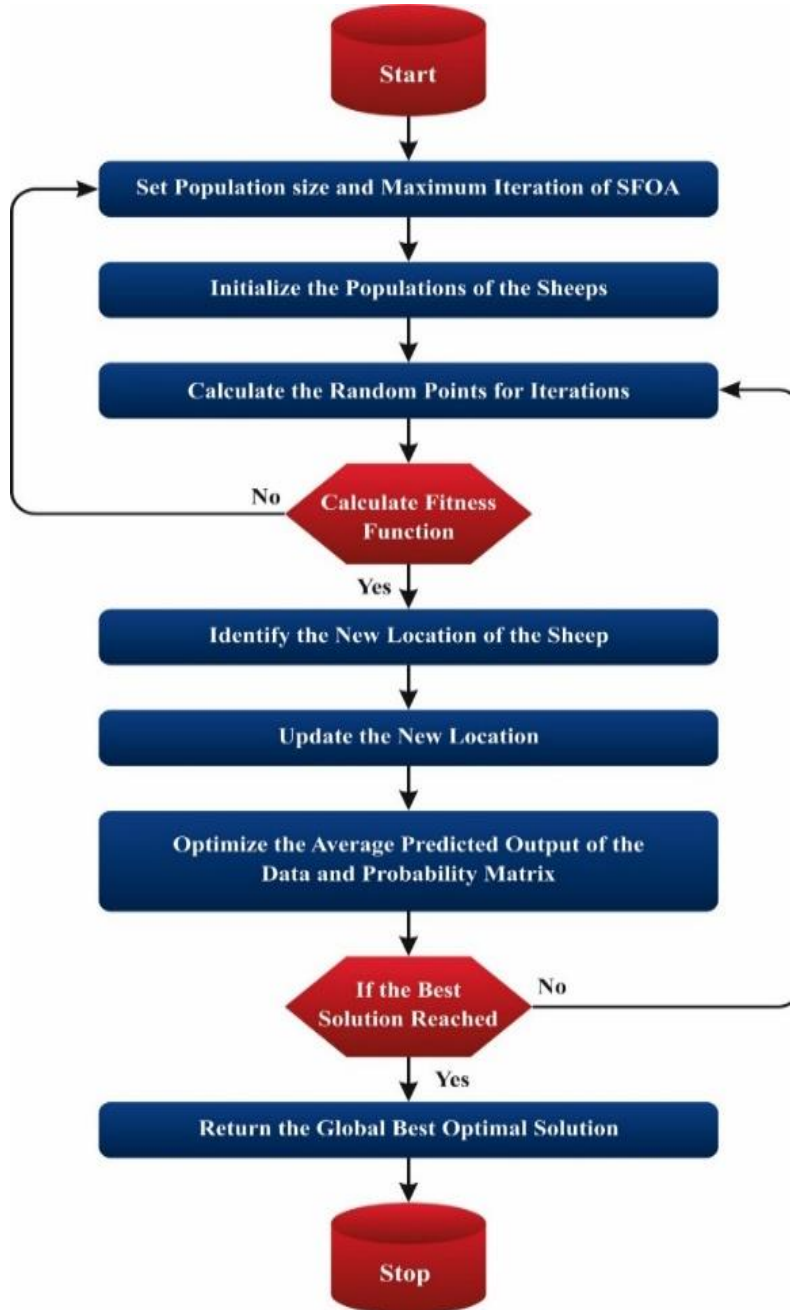 Start
Set Population size and Maximum Iteration of SFOA
Initialize the Populations of the Sheeps
Calculate the Random Points for Iterations
No
Calculate Fitness
Function
Yes
Identify the New Location of the Sheep
Update the New Location
Optimize the Average Predicted Output of the
Data and Probability Matrix
If the Best
Solution Reached
No
Yes
Return the Global Best Optimal Solution
Stop